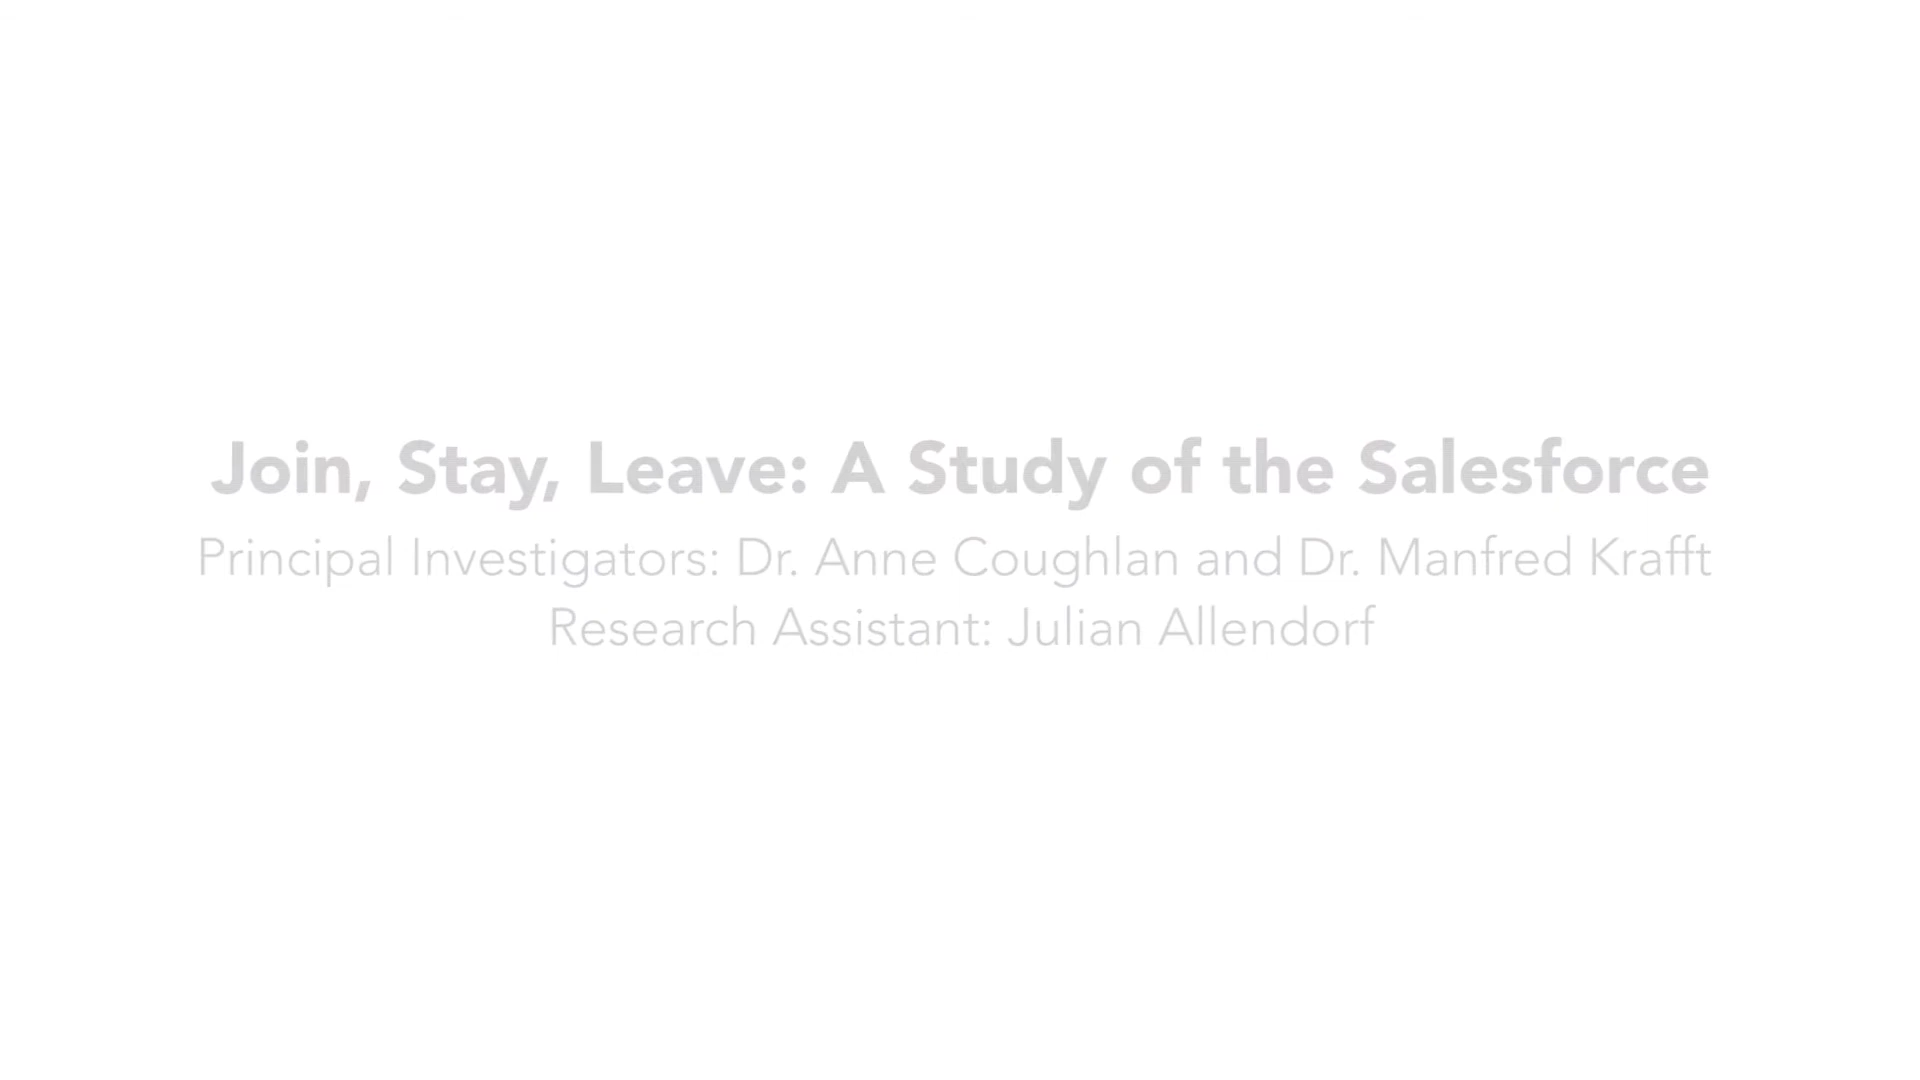 Join, Stay, Leave: A Study of the Salesforce
Principal Investigators: Dr. Anne Coughlan and Dr. Manfred Krafft
Research Assistant: Julian Allendorf